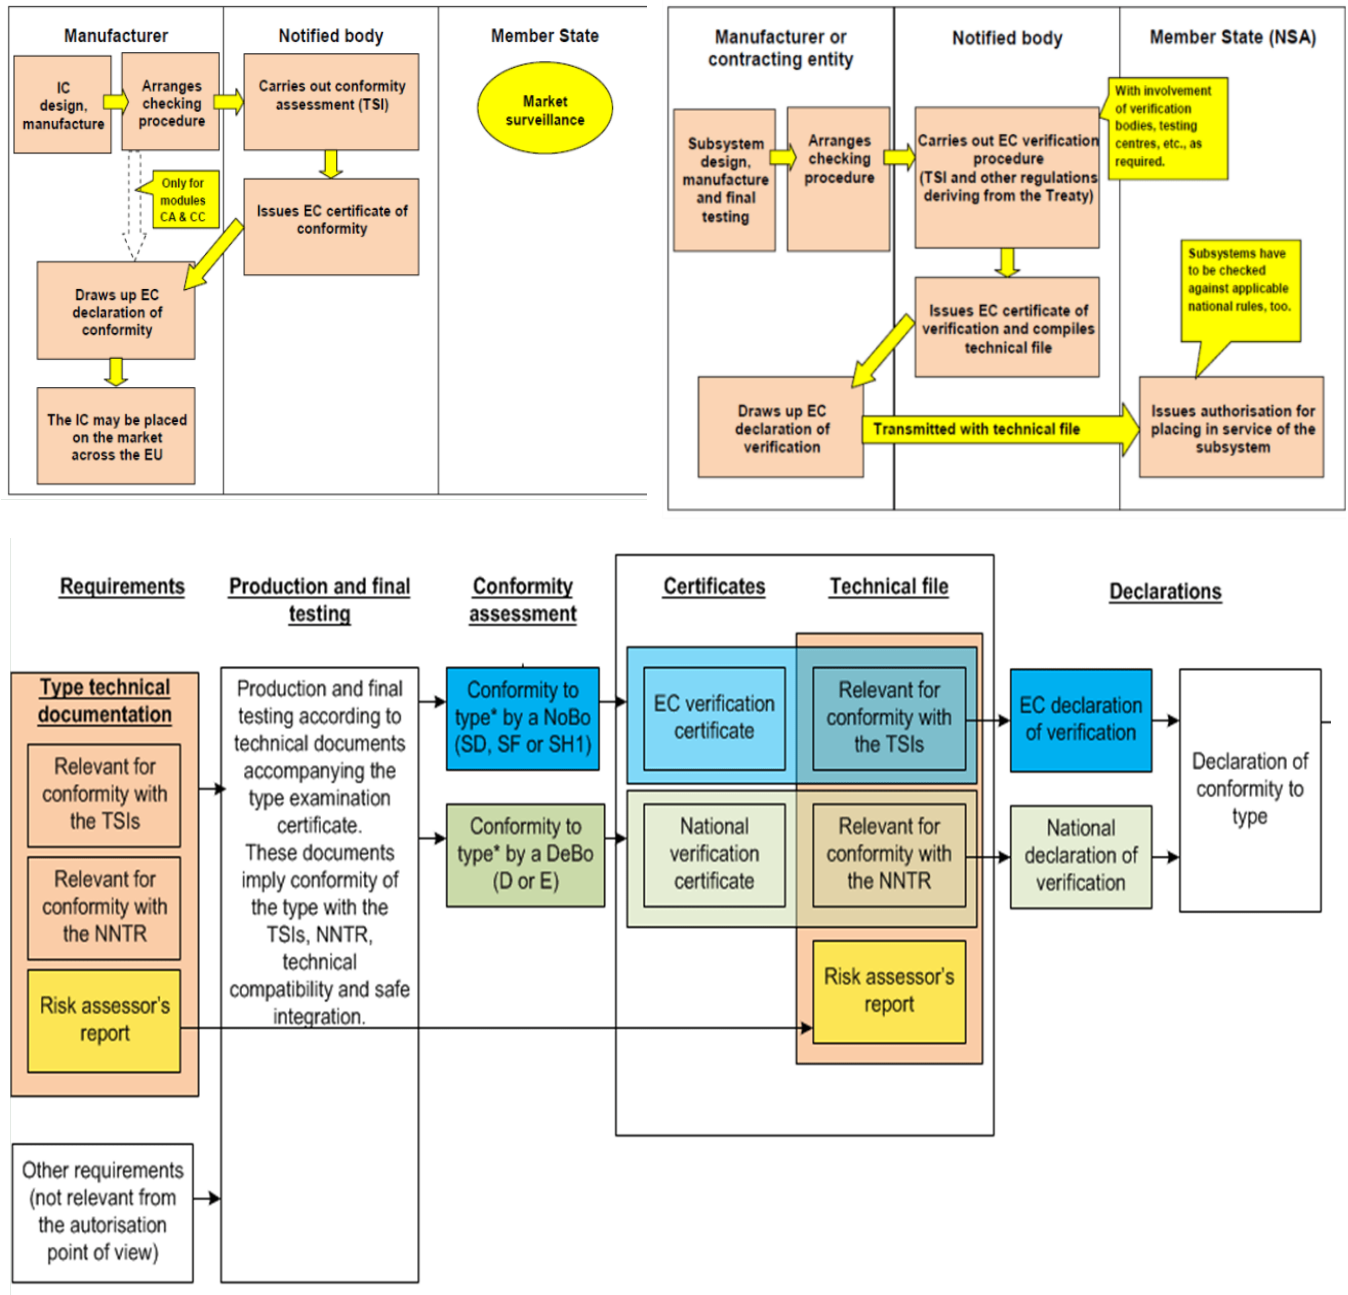 Manufacturer
Notified body
Member State
IC
design,
manufacture
Arranges
checking
procedure
Carries out conformity
assessment (TSI)
Market
surveillance
Only for
modules
CA & CC
Issues EC certificate of
conformity
Draws up EC
declaration of
conformity
The IC may be placed
on the market
across the EU
Manufacturer or
contracting entity
Notified body
Member State (NSA)
Subsystem
design,
manufacture
and final
testing
Arranges
checking
procedure
Carries out EC verification
procedure
(TSI and other regulations
deriving from the Treaty)
With involvement
of verification
bodies, testing
centres, etc., as
required.
Issues EC certificate of
verification and compiles
technical file
Subsystems have
to be checked
against applicable
national rules, too.
Draws up EC
declaration of
verification
Transmitted with technical file
Issues authorisation for
placing in service of the
subsystem
Requirements
Production and final
testing
Conformity
assessment
Certificates
Technical file
Declarations
Type technical
documentation
Relevant for
conformity with
the TSIs
Relevant for
conformity with
the NNTR
Risk assessor's
report
Other requirements
(not relevant from
the autorisation
point of view)
Production and final
testing according to
technical documents
accompanying the
type examination
certificate.
These documents
imply conformity of
the type with the
TSIs, NNTR,
technical
compatibility and safe
integration.
Conformity to
type* by a NoBo
(SD, SF or SH1)
Conformity to
type* by a DeBo
(D or E)
EC verification
certificate
National
verification
certificate
Relevant for
conformity with
the TSIs
Relevant for
conformity with
the NNTR
Risk assessor's
report
EC declaration
of verification
National
declaration of
verification
Declaration of
conformity to
type